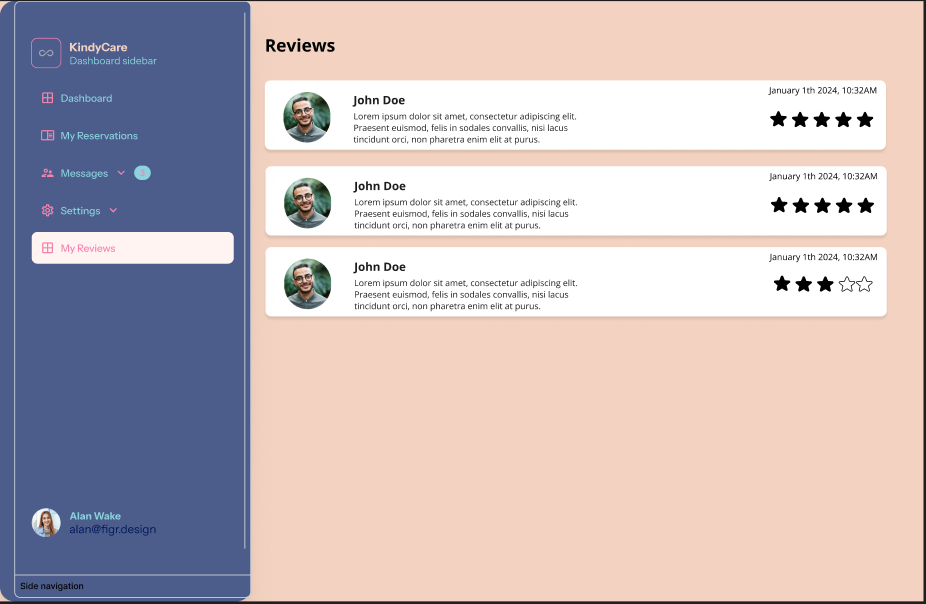 KindyCare
Dashboard sidebar
Dashboard
My Reservations
Messages
Settings
My Reviews
Alan Wake
alan@figr.design
Side navigation
Reviews
John Doe
January 1th 2024, 10:32AM
Lorem ipsum dolor sit amet, consectetur adipiscing elit.
Praesent euismod, felis in sodales convallis, nisi lacus
tincidunt orci, non pharetra enim elit at purus.
John Doe
January 1th 2024, 10:32AM
Lorem ipsum dolor sit amet, consectetur adipiscing elit.
Praesent euismod, felis in sodales convallis, nisi lacus
tincidunt orci, non pharetra enim elit at purus.
John Doe
January 1th 2024, 10:32AM
Lorem ipsum dolor sit amet, consectetur adipiscing elit.
Praesent euismod, felis in sodales convallis, nisi lacus
tincidunt orci, non pharetra enim elit at purus.